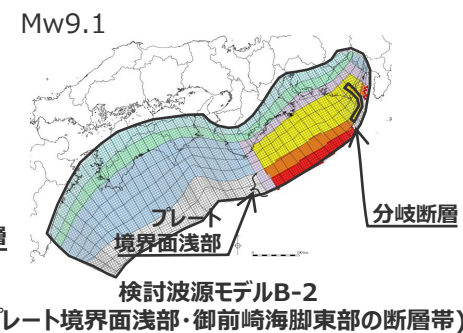 Mw9.1
プレート
境界面浅部
分岐断層
層
検討波源モデルB-2
プレート境界面浅部・御前崎海脚東部の断層帯)